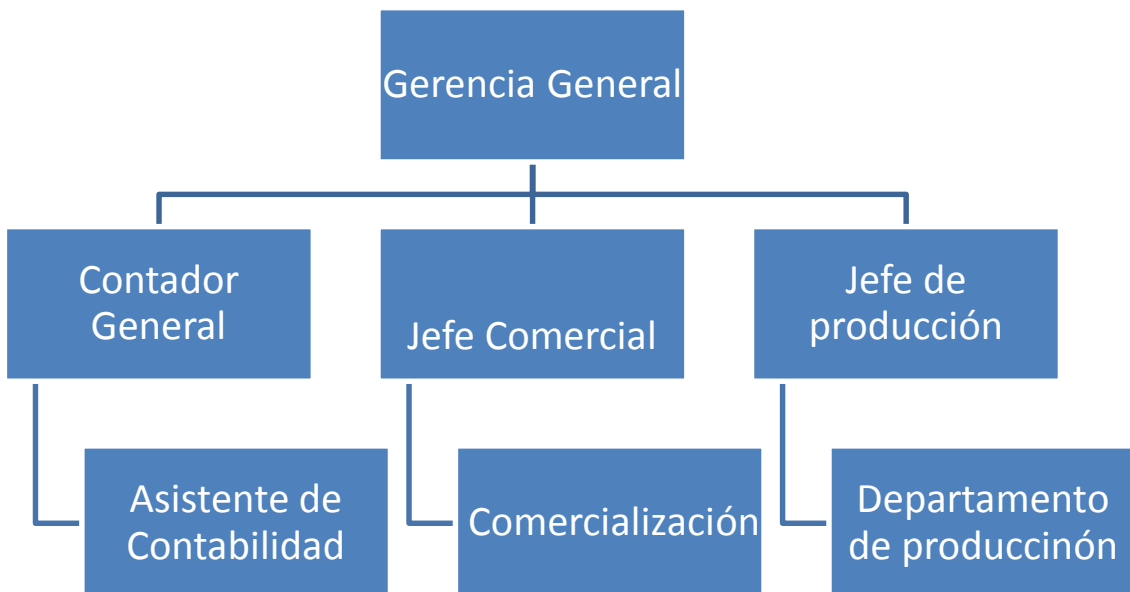 Gerencia General
Contador
General
Jefe Comercial
Jefe de
producción
Asistente de
Contabilidad
Comercialización
Departamento
de produccinón